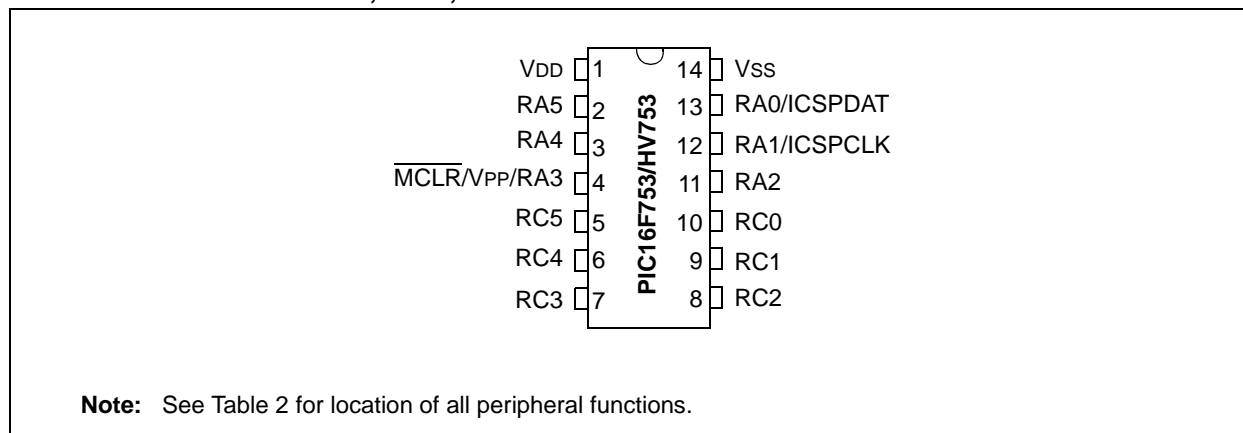 VDD 1 14 VSS
RA5 2 13 RA0/ICSPDAT
RA4 3 12 RA1/ICSPCLK
MCLR/VPP/RA3 4 11 RA2
RC5 5 10 RC0
RC4 6 9 RC1
RC3 7 8 RC2
PIC16F753/HV753
Note: See Table 2 for location of all peripheral functions.